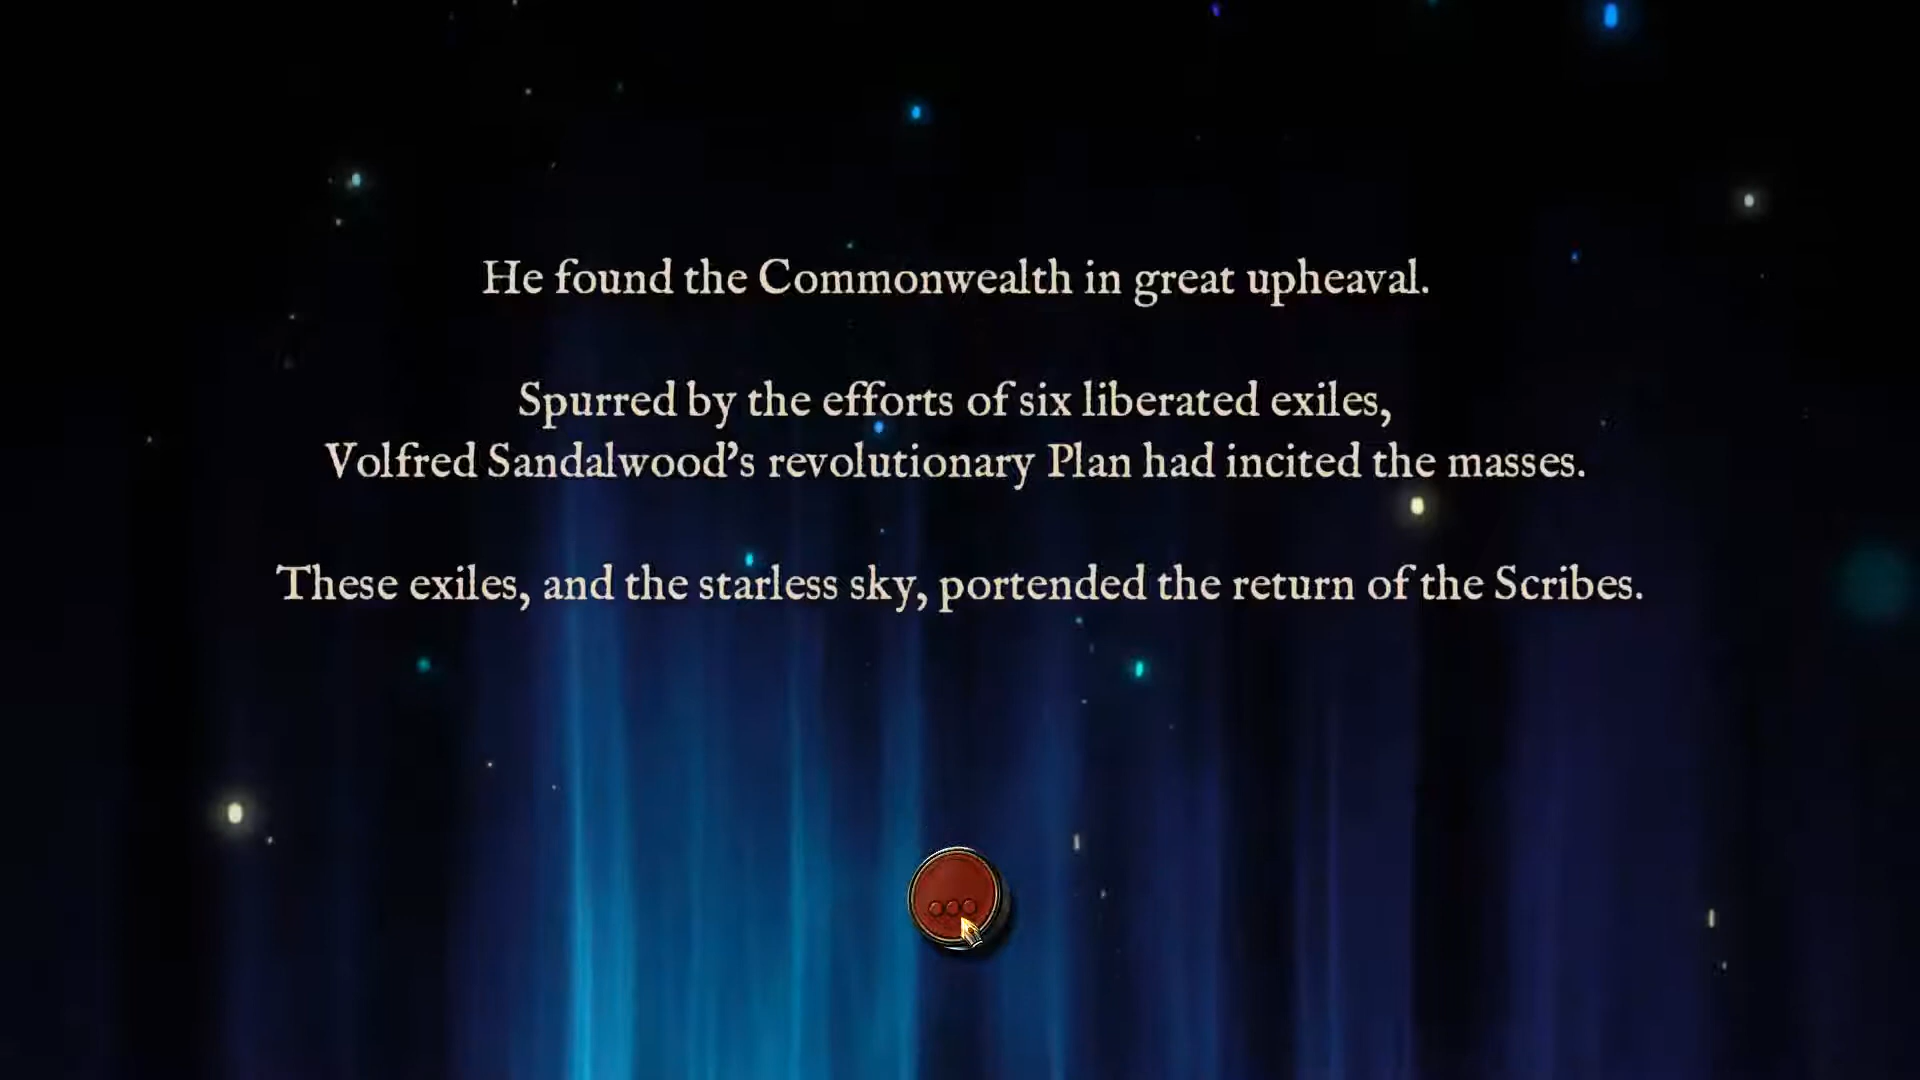 He found the Commonwealth in great upheaval.
Spurred by the efforts of six liberated exiles,
Volfred Sandalwood's revolutionary Plan had incited the masses.
These exiles, and the starless sky, portended the return of the Scribes.